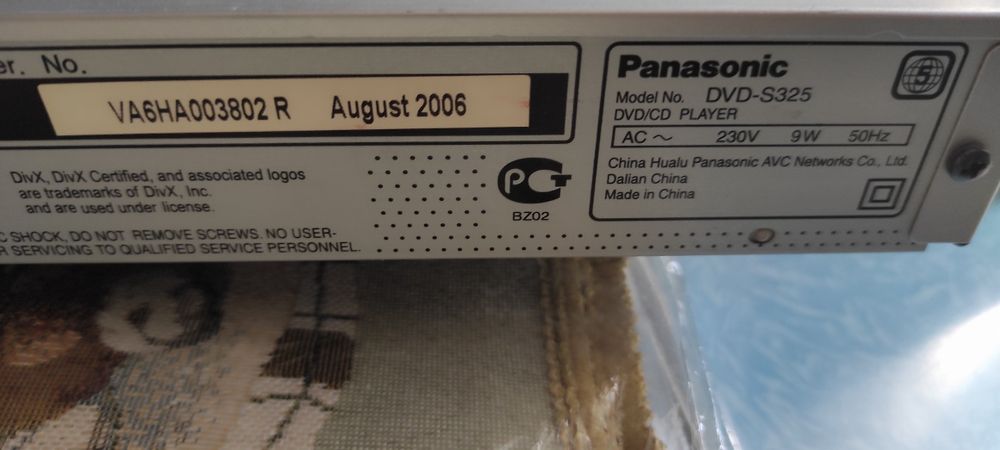 er. No.
VA6HA003802 R August 2006
DivX, DivX Certified, and associated logos
are trademarks of DivX, Inc.
and are used under license.
C SHOCK, DO NOT REMOVE SCREWS. NO USER-
R SERVICING TO QUALIFIED SERVICE PERSONNEL.
РСТ
BZ02
Panasonic
5
Model No. DVD-S325
DVD/CD PLAYER
AC ~ 230V 9W 50Hz
China Hualu Panasonic AVC Networks Co., Ltd.
Dalian China
Made in China